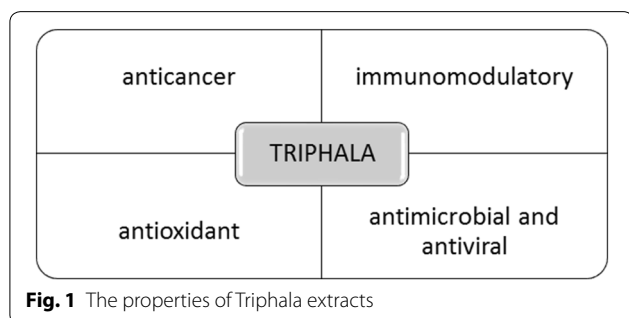 anticancer
immunomodulatory
TRIPHALA
antioxidant
antimicrobial and
antiviral
Fig. 1 The properties of Triphala extracts